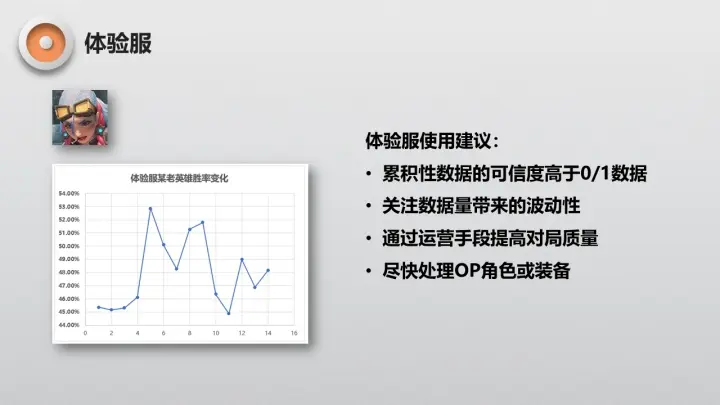 体验服
体验服某老英雄胜率变化
54.00%
53.00%
52.00%
51.00%
50.00%
49.00%
48.00%
47.00%
46.00%
45.00%
44.00%
0 2 4 6 8 10 12 14 16
体验服使用建议：
• 累积性数据的可信度高于0/1数据
• 关注数据量带来的波动性
• 通过运营手段提高对局质量
• 尽快处理OP角色或装备